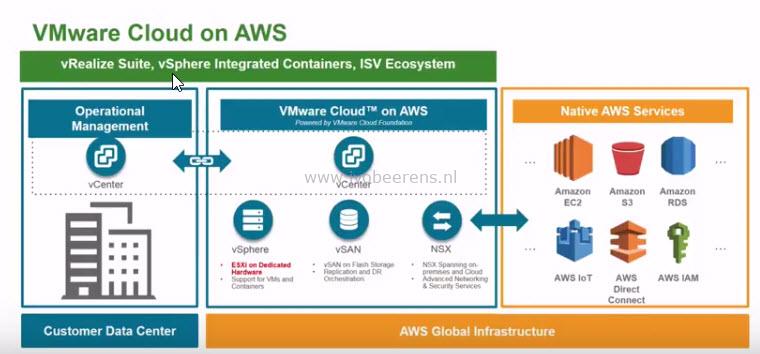 VMware Cloud on AWS
vRealize Suite, vSphere Integrated Containers, ISV Ecosystem
Operational
Management
vCenter
Customer Data Center
VMware Cloud™ on AWS
Powered by VMware Cloud Foundation
vCenter
www.ivobeerens.nl
vSphere
• ESXi on Dedicated
Hardware
• Support for VMs and
Containers
vSAN
• vSAN on Flash Storage
• Replication and DR
Orchestration
NSX
• NSX Spanning on-
premises and Cloud
• Advanced Networking
& Security Services
Native AWS Services
... Amazon
EC2
Amazon
S3
Amazon
RDS ...
... AWS IoT
AWS
Direct
Connect
AWS IAM ...
AWS Global Infrastructure